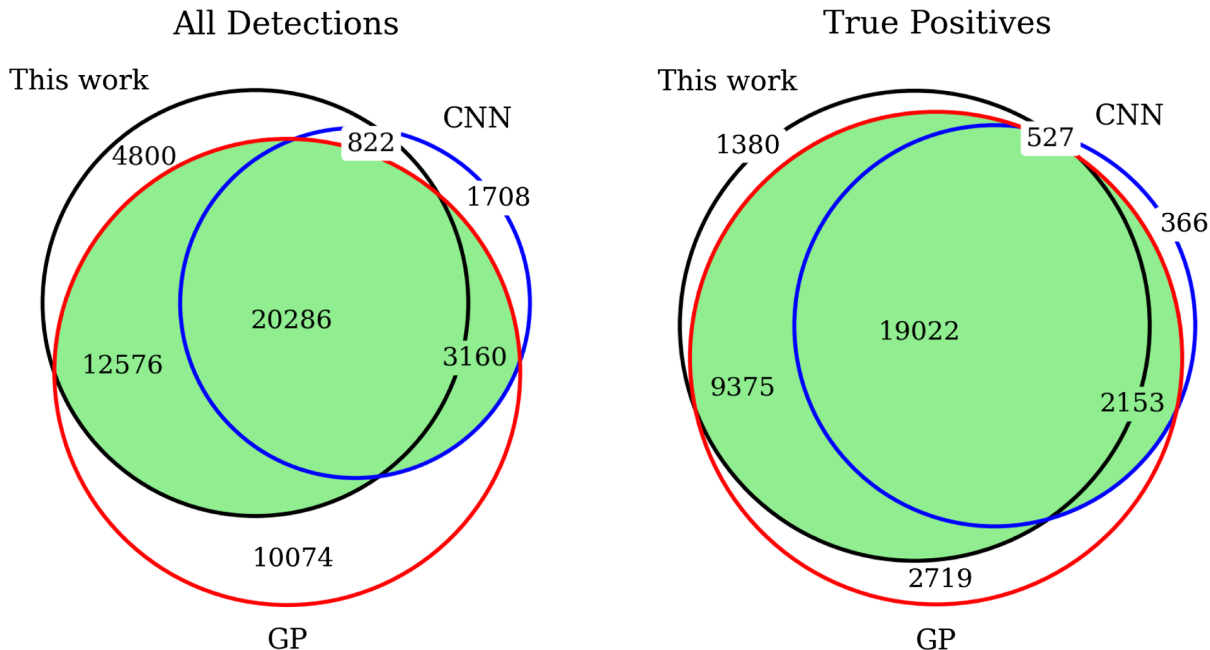 All Detections
This work
CNN
822
4800
1708
20286
12576
3160
10074
GP
True Positives
This work
CNN
527
1380
366
19022
9375
2153
2719
GP